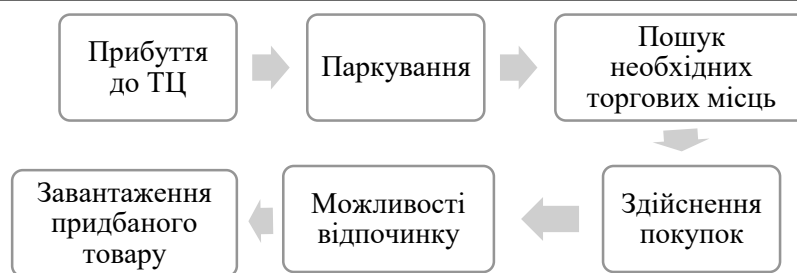 Прибуття
до ТЦ
Паркування
Пошук
необхідних
торгових місць
Здійснення
покупок
Можливості
відпочинку
Завантаження
придбаного
товару